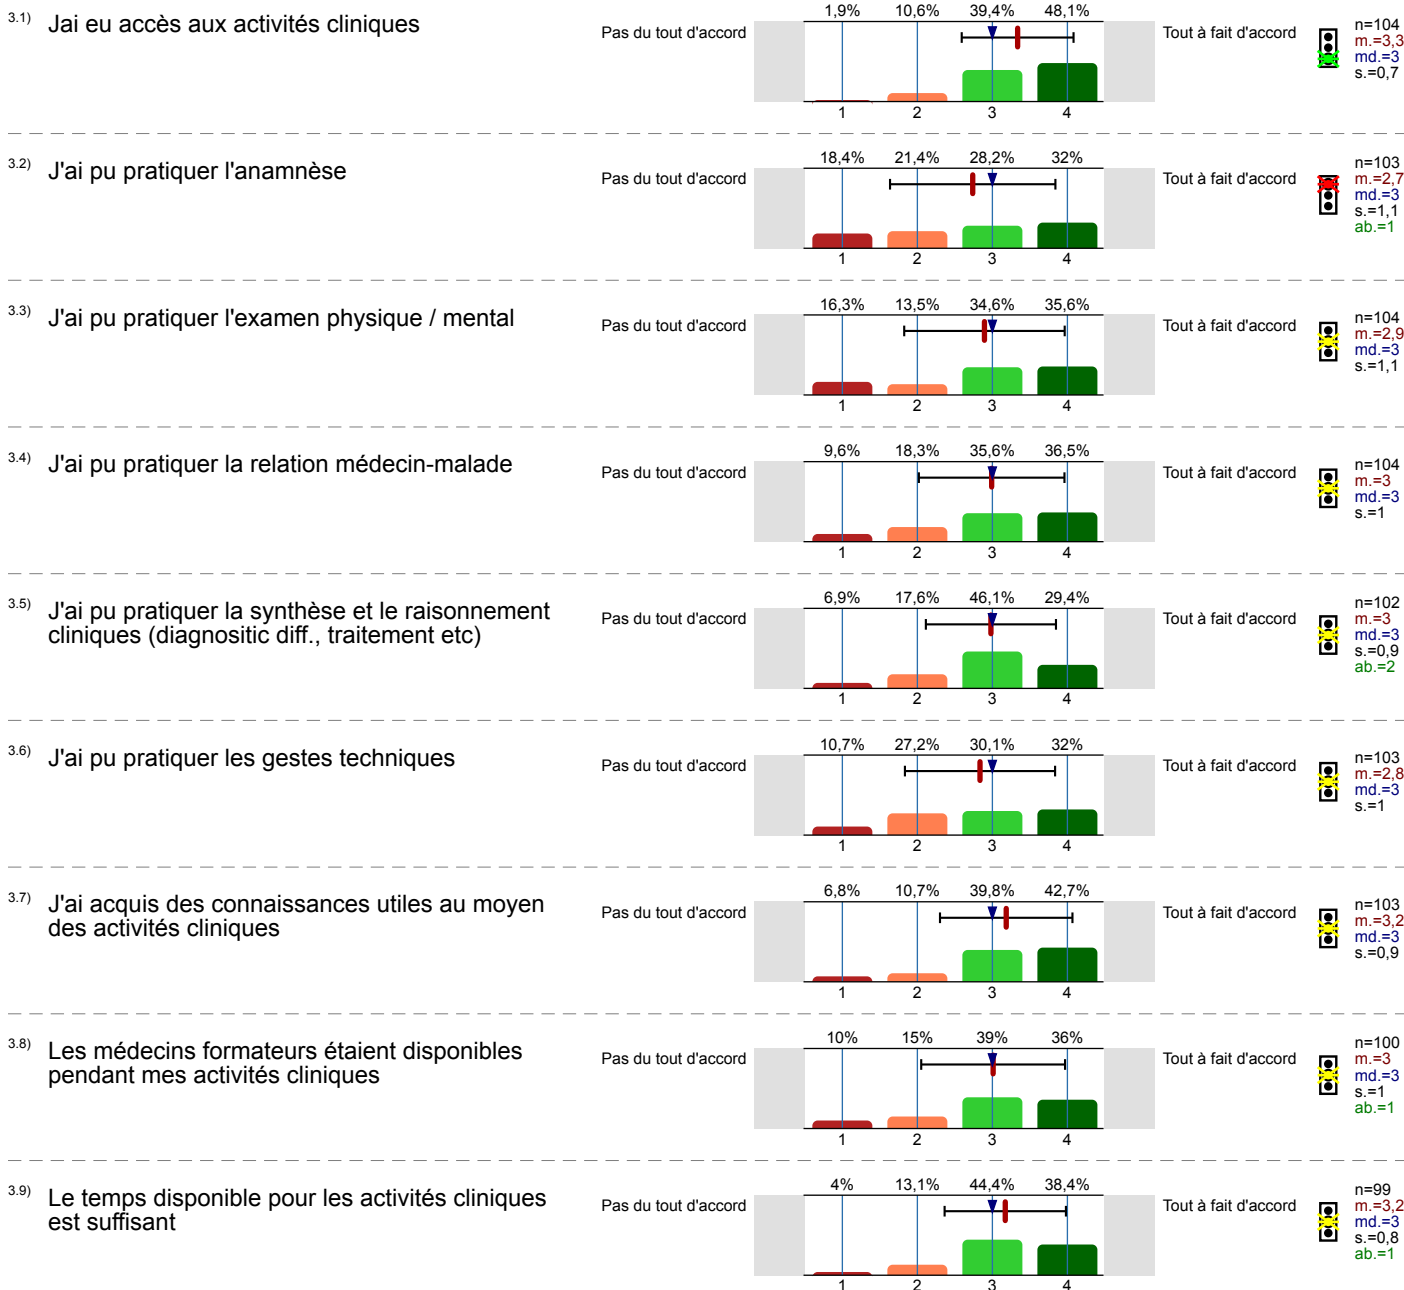 3.1) Jai eu accès aux activités cliniques
Pas du tout d'accord
1,9% 10,6% 39,4% 48,1%
1 2 3 4
Tout à fait d'accord
n=104
m.=3,3
md.=3
s.=0,7
3.2) J'ai pu pratiquer l'anamnèse
Pas du tout d'accord
18,4% 21,4% 28,2% 32%
1 2 3 4
Tout à fait d'accord
n=103
m.=2,7
md.=3
s.=1,1
ab.=1
3.3) J'ai pu pratiquer l'examen physique / mental
Pas du tout d'accord
16,3% 13,5% 34,6% 35,6%
1 2 3 4
Tout à fait d'accord
n=104
m.=2,9
md.=3
s.=1,1
3.4) J'ai pu pratiquer la relation médecin-malade
Pas du tout d'accord
9,6% 18,3% 35,6% 36,5%
1 2 3 4
Tout à fait d'accord
n=104
m.=3
md.=3
s.=1
3.5) J'ai pu pratiquer la synthèse et le raisonnement
cliniques (diagnositic diff., traitement etc)
Pas du tout d'accord
6,9% 17,6% 46,1% 29,4%
1 2 3 4
Tout à fait d'accord
n=102
m.=3
md.=3
s.=0,9
ab.=2
3.6) J'ai pu pratiquer les gestes techniques
Pas du tout d'accord
10,7% 27,2% 30,1% 32%
1 2 3 4
Tout à fait d'accord
n=103
m.=2,8
md.=3
s.=1
3.7) J'ai acquis des connaissances utiles au moyen
des activités cliniques
Pas du tout d'accord
6,8% 10,7% 39,8% 42,7%
1 2 3 4
Tout à fait d'accord
n=103
m.=3,2
md.=3
s.=0,9
3.8) Les médecins formateurs étaient disponibles
pendant mes activités cliniques
Pas du tout d'accord
10% 15% 39% 36%
1 2 3 4
Tout à fait d'accord
n=100
m.=3
md.=3
s.=1
ab.=1
3.9) Le temps disponible pour les activités cliniques
est suffisant
Pas du tout d'accord
4% 13,1% 44,4% 38,4%
1 2 3 4
Tout à fait d'accord
n=99
m.=3,2
md.=3
s.=0,8
ab.=1